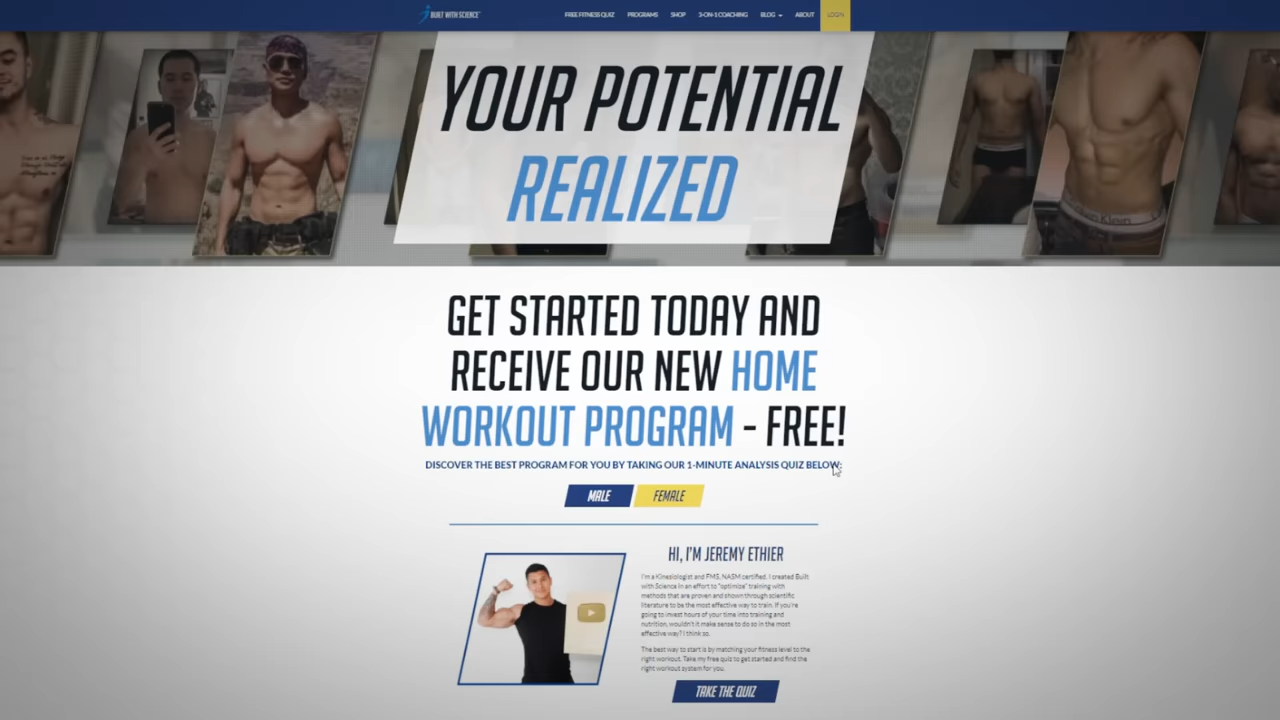 BUILT WITH SCIENCE
FREE FITNESS QUIZ PROGRAMS SHOP 3-ON-1 COACHING BLOG ABOUT LOGIN
YOUR POTENTIAL
REALIZED
GET STARTED TODAY AND
RECEIVE OUR NEW HOME
WORKOUT PROGRAM - FREE!
DISCOVER THE BEST PROGRAM FOR YOU BY TAKING OUR 1-MINUTE ANALYSIS QUIZ BELOW:
MALE FEMALE
HI, I'M JEREMY ETHIER
I'm a Kinesiologist and FMS, NASM certified. I created Built
with Science in an effort to "optimize" training with
methods that are proven and shown through scientific
literature to be the most effective way to train. If you're
going to invest hours of your time into training and
nutrition, wouldn't it make sense to do so in the most
effective way? I think so.
The best way to start is by matching your fitness level to the
right workout. Take my free quiz to get started and find the
right workout system for you.
TAKE THE QUIZ